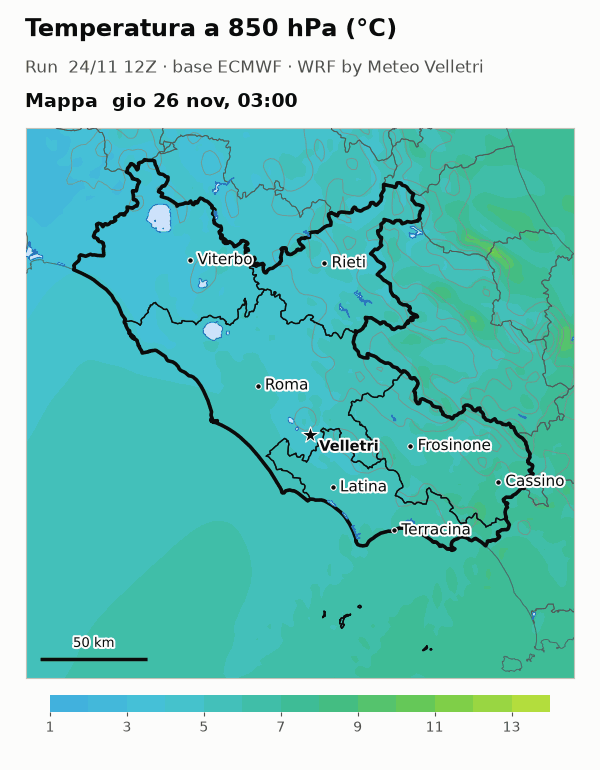 Temperatura a 850 hPa (°C)
Run  24/11 12Z · base ECMWF · WRF by Meteo Velletri
Mappa  gio 26 nov, 03:00
Viterbo
Rieti
Roma
Velletri
Frosinone
Latina
Cassino
Terracina
50 km
1 3 5 7 9 11 13